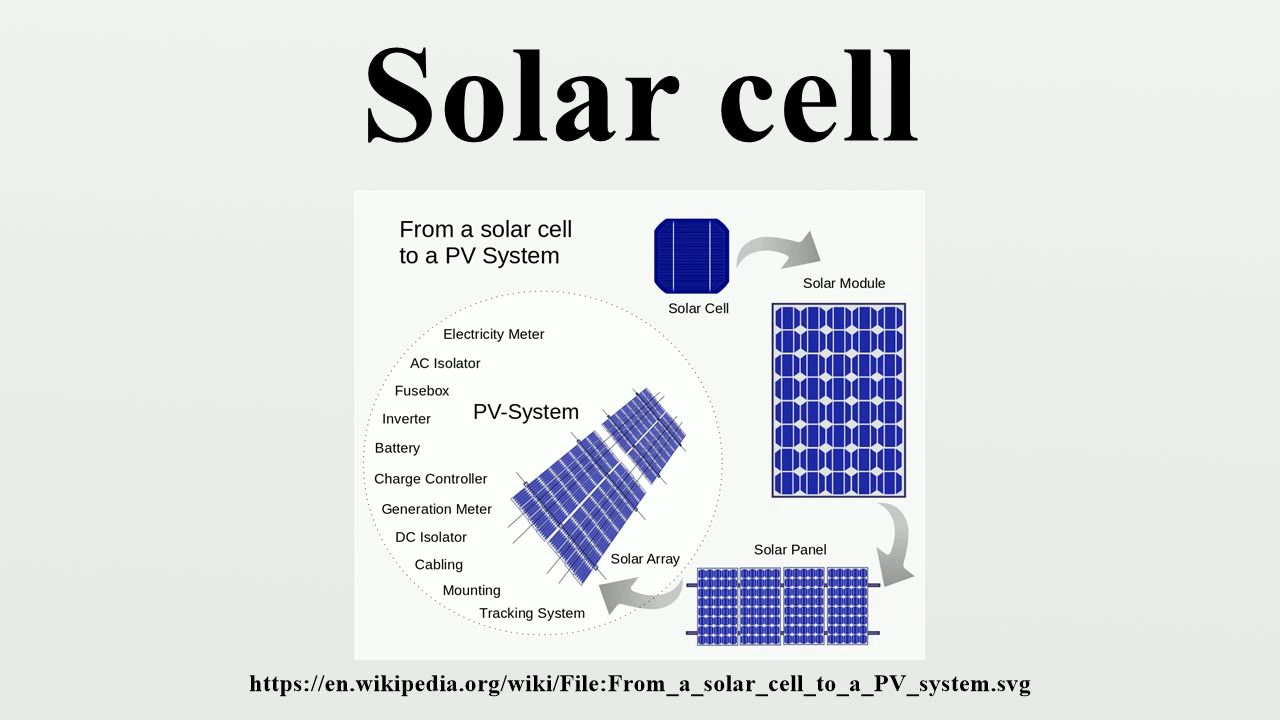 Solar cell
From a solar cell
to a PV System
Solar Cell
Solar Module
Electricity Meter
AC Isolator
Fusebox
Inverter
PV-System
Battery
Charge Controller
Generation Meter
DC Isolator
Cabling
Mounting
Tracking System
Solar Array
Solar Panel
https://en.wikipedia.org/wiki/File:From_a_solar_cell_to_a_PV_system.svg